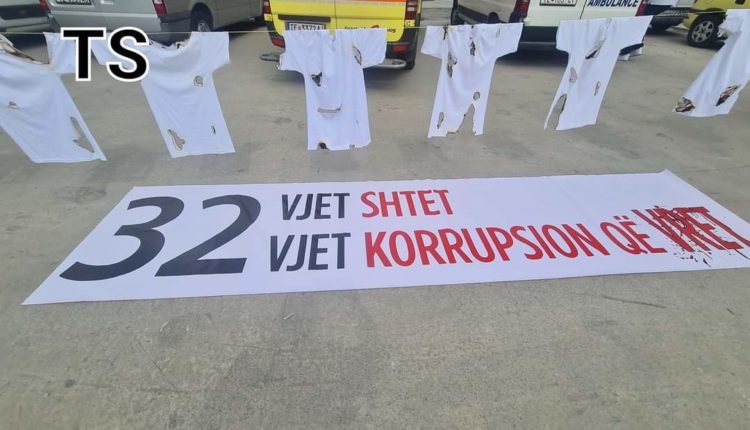 TS
AMBULANCE
32 VJET SHTET
VJET KORRUPSION QË VRET